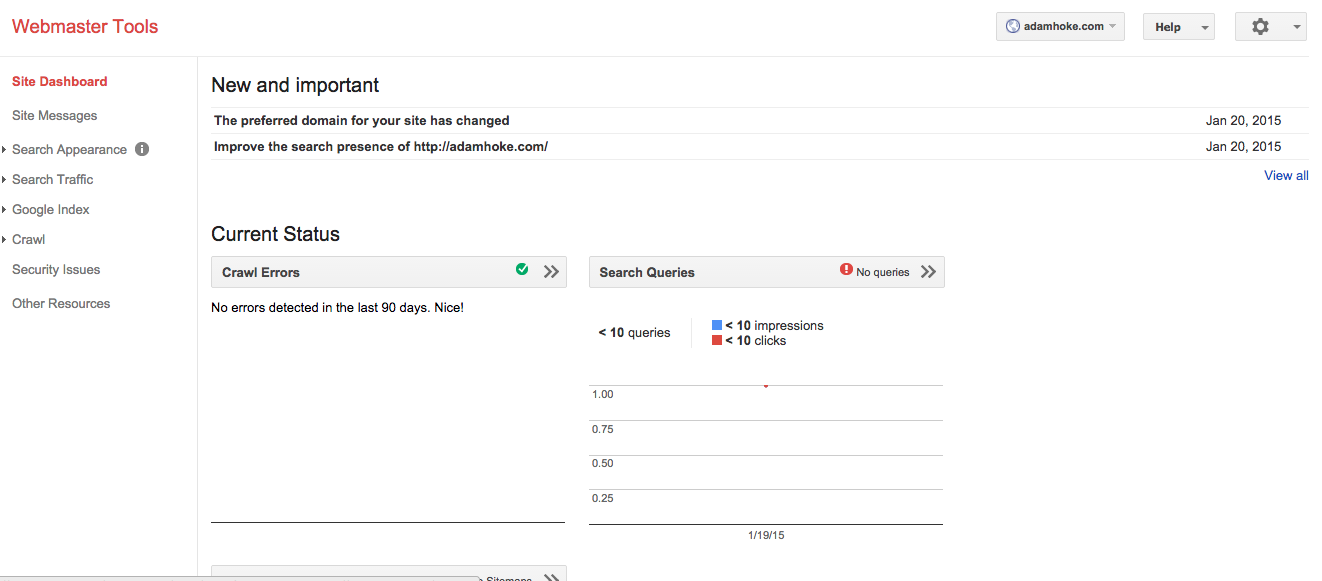 Webmaster Tools
adamhoke.com
Help
Site Dashboard
Site Messages
Search Appearance
Search Traffic
Google Index
Crawl
Security Issues
Other Resources
New and important
The preferred domain for your site has changed Jan 20, 2015
Improve the search presence of http://adamhoke.com/ Jan 20, 2015
View all
Current Status
Crawl Errors
No errors detected in the last 90 days. Nice!
Search Queries No queries
< 10 queries
< 10 impressions
< 10 clicks
1.00
0.75
0.50
0.25
1/19/15
Sitemaps